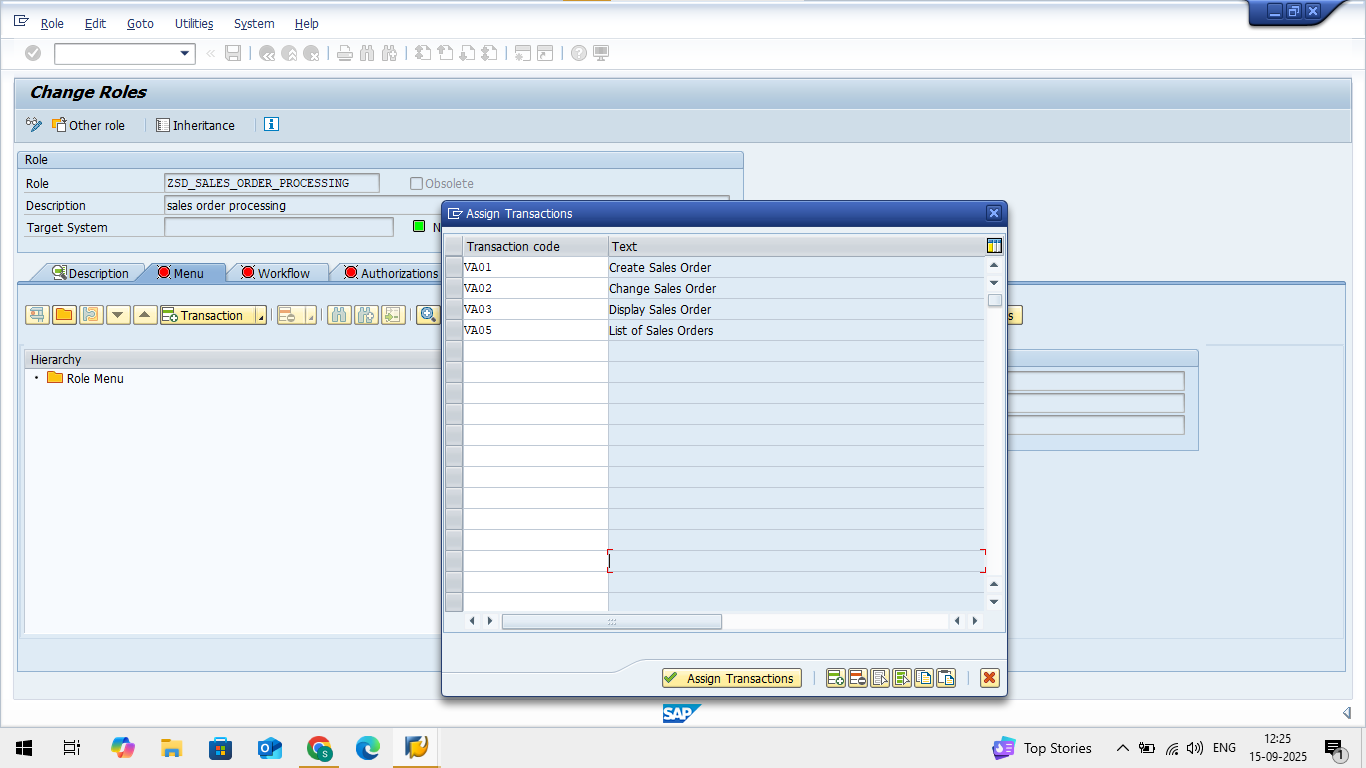 Role Edit Goto Utilities System Help
Change Roles
Other role Inheritance
Role
Role ZSD_SALES_ORDER_PROCESSING Obsolete
Description sales order processing
Target System N
Assign Transactions
Transaction code Text
VA01 Create Sales Order
VA02 Change Sales Order
VA03 Display Sales Order
VA05 List of Sales Orders
Description Menu Workflow Authorizations
Transaction s
Hierarchy
Role Menu
Assign Transactions
SAP
Top Stories ENG 12:25
15-09-2025 1